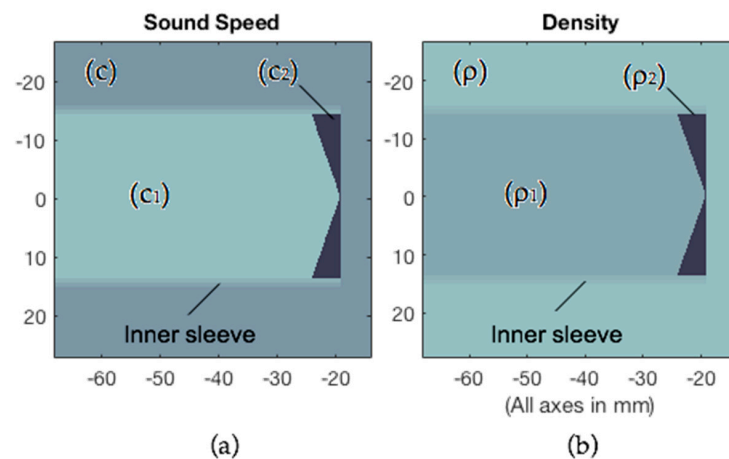 Sound Speed
(c)
(c₂)
(c₁)
Inner sleeve
-20
-10
0
10
20
-60
-50
-40
-30
-20
(a)
Density
(ρ)
(ρ₂)
(ρ₁)
Inner sleeve
-20
-10
0
10
20
-60
-50
-40
-30
-20
(All axes in mm)
(b)